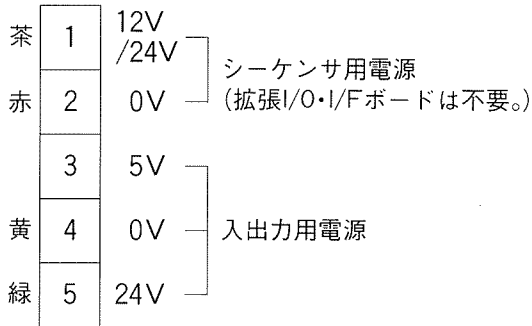 茶 1 12V
/24V
赤 2 0V
シーケンサ用電源
(拡張I/O・I/Fボードは不要。)
3 5V
黄 4 0V 入出力用電源
緑 5 24V